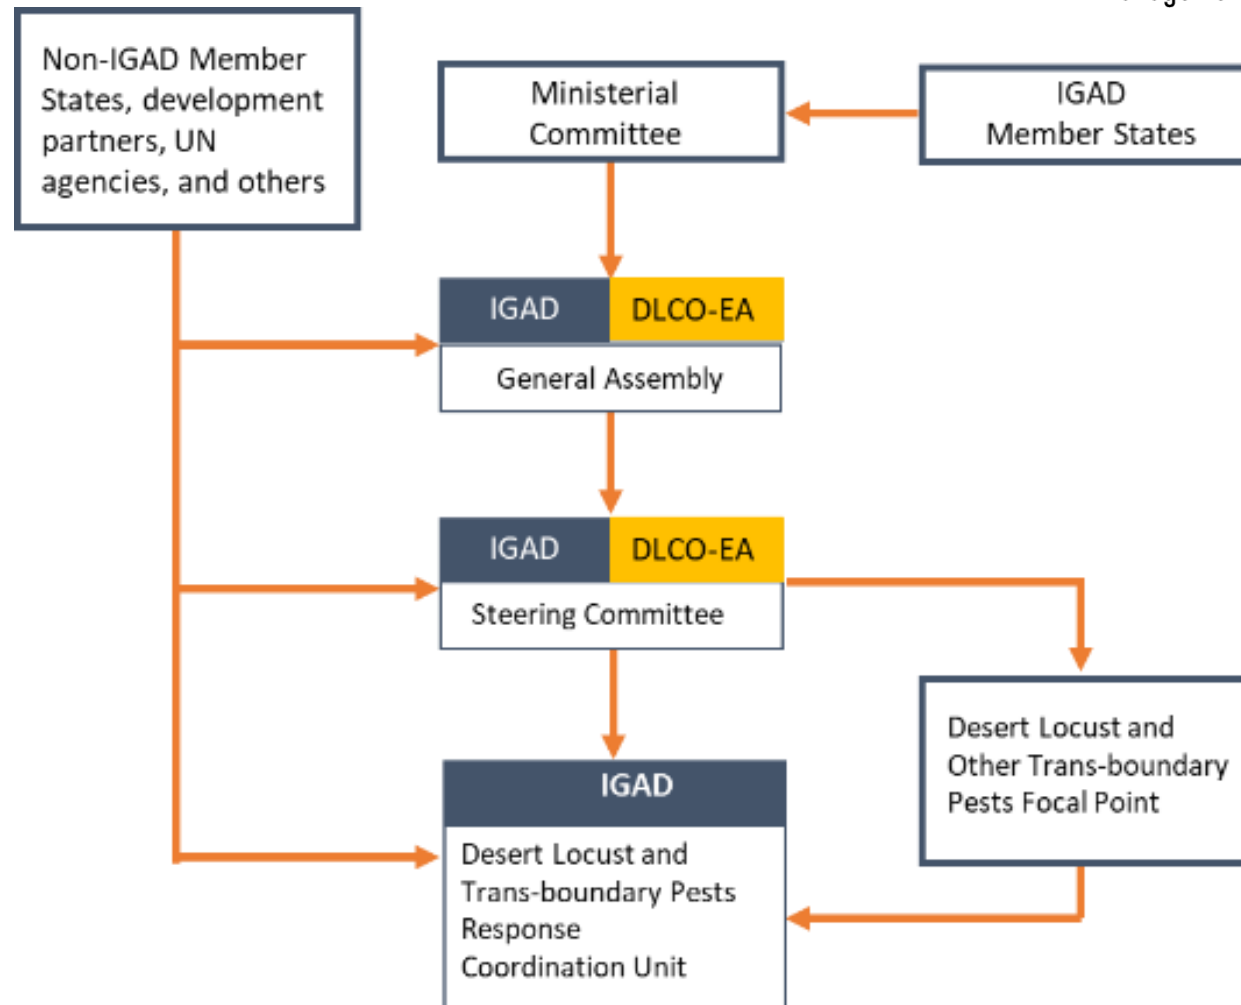 Non-IGAD Member
States, development
partners, UN
agencies, and others
Ministerial
Committee
IGAD
Member States
IGAD
DLCO-EA
General Assembly
IGAD
DLCO-EA
Steering Committee
Desert Locust and
Other Trans-boundary
Pests Focal Point
IGAD
Desert Locust and
Trans-boundary Pests
Response
Coordination Unit